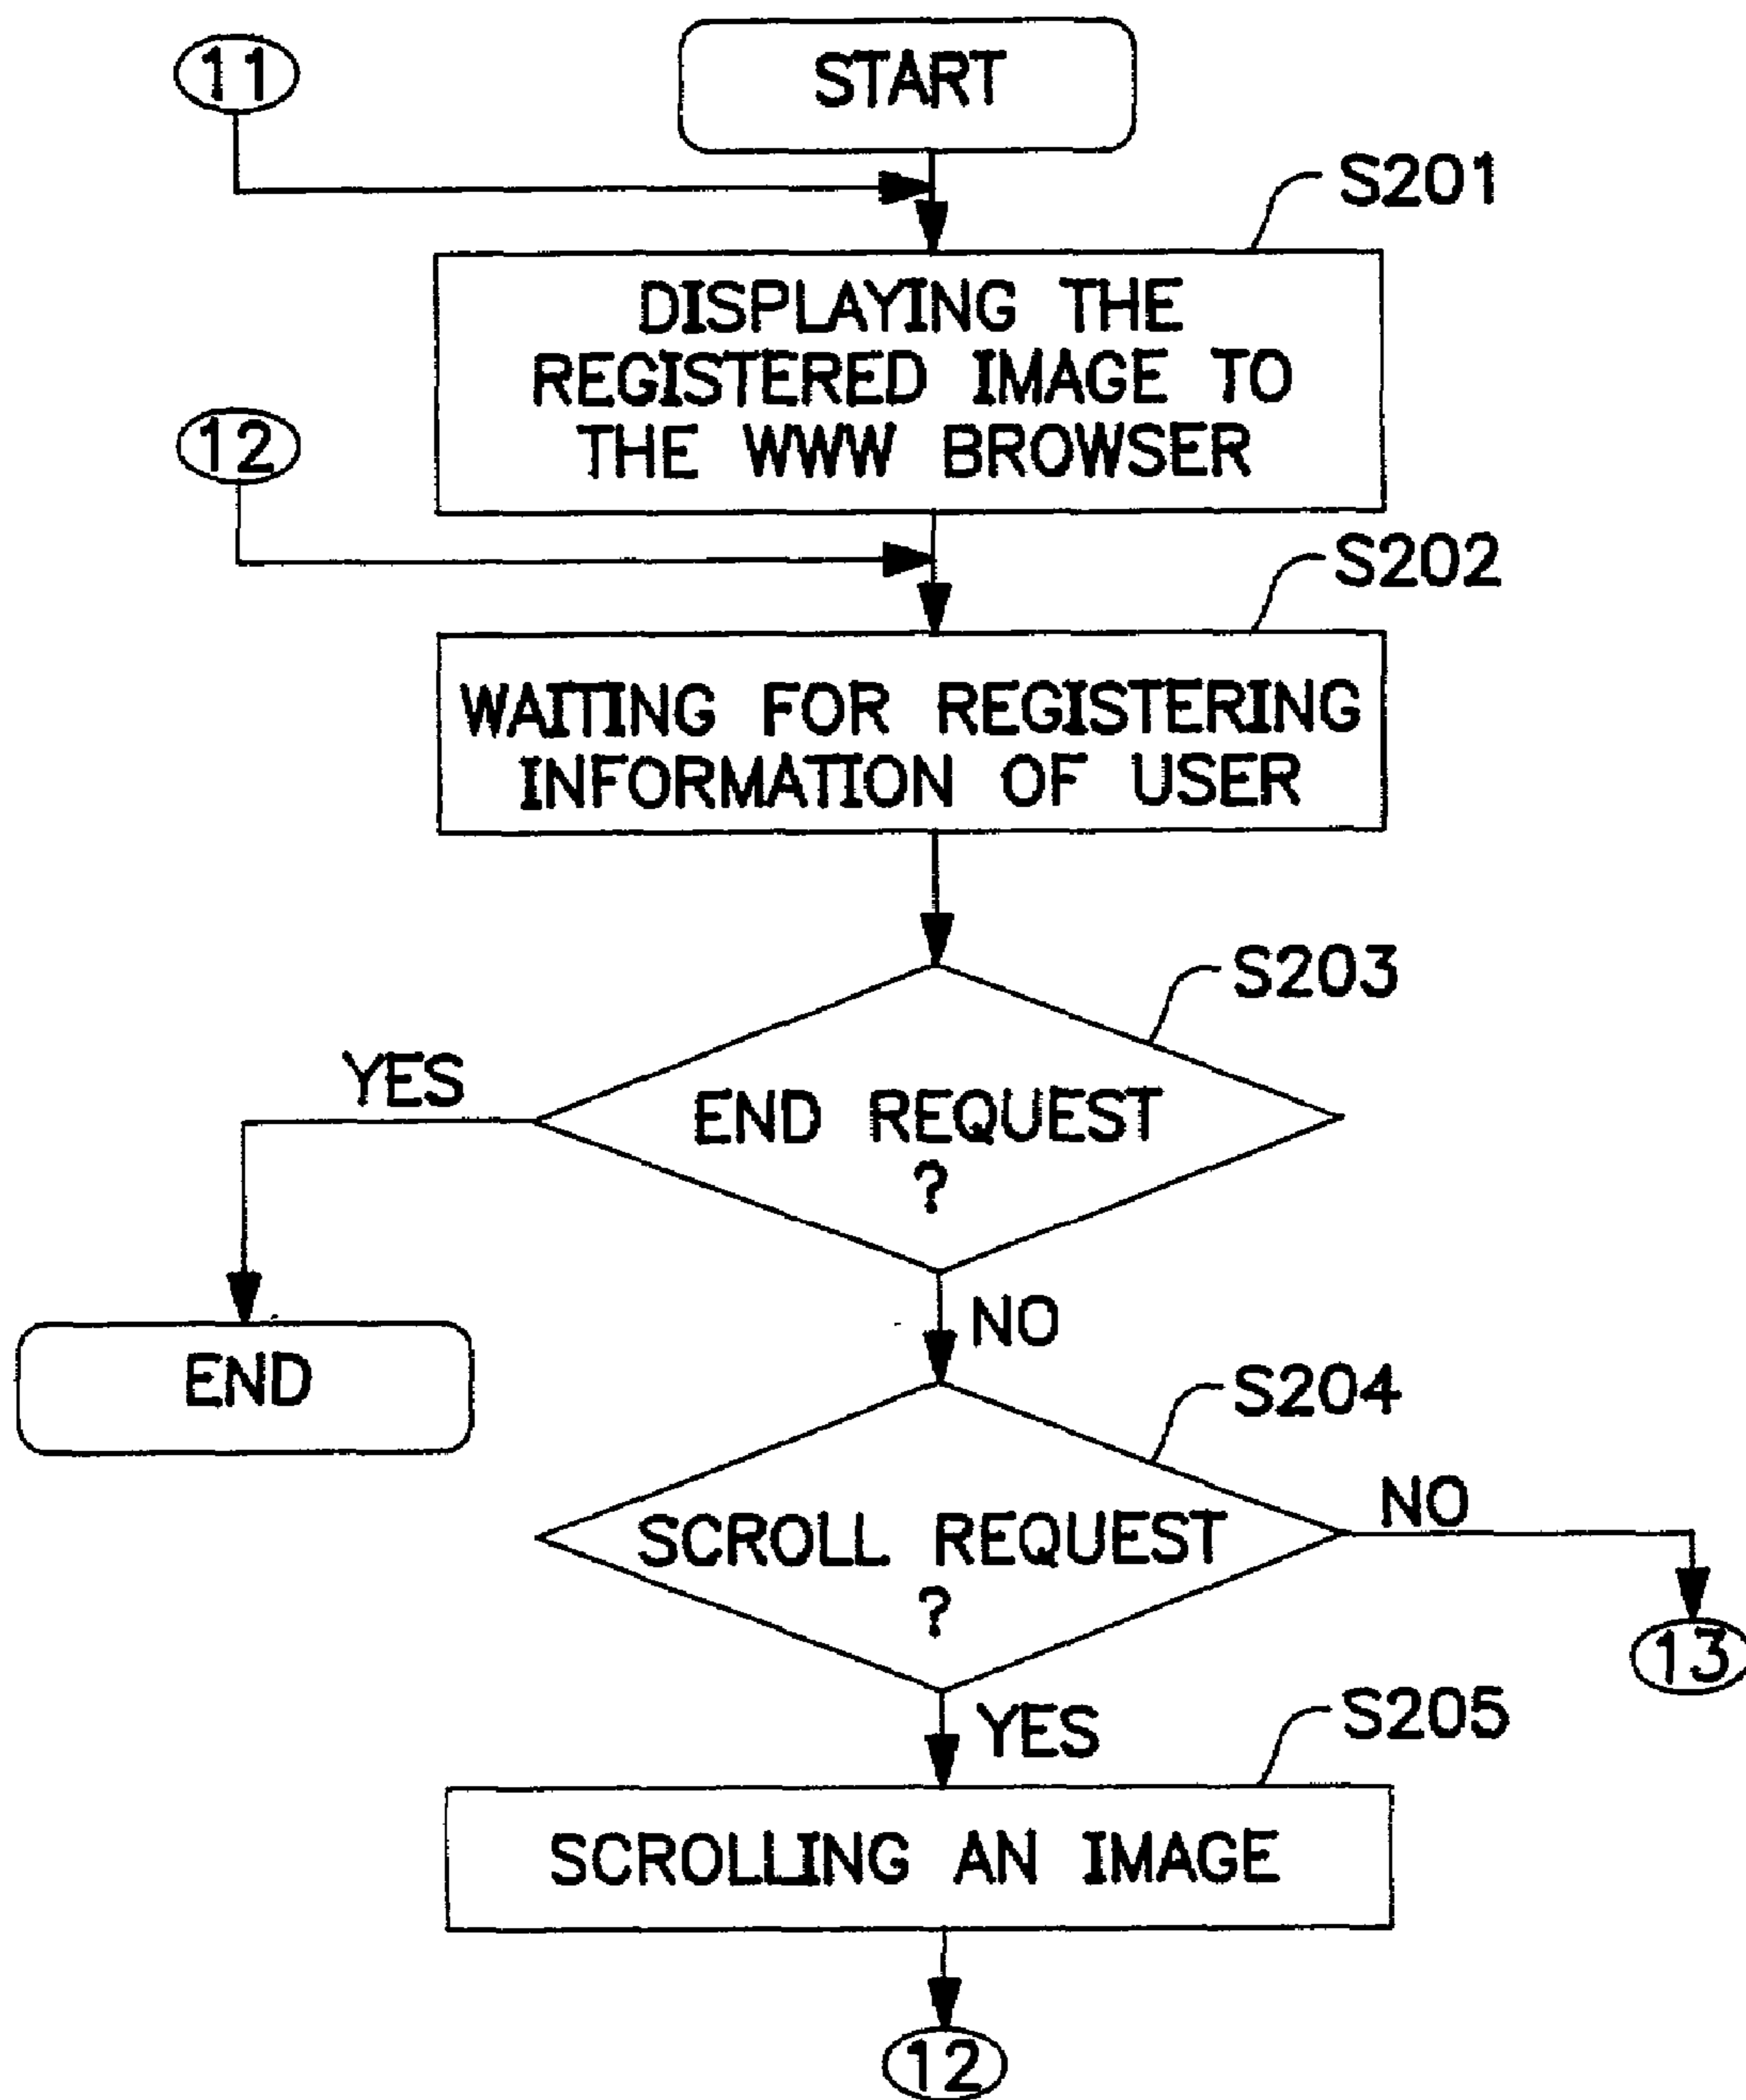 11
START
S201
DISPLAYING THE
REGISTERED IMAGE TO
THE WWW BROWSER
12
S202
WAITING FOR REGISTERING
INFORMATION OF USER
S203
YES
END REQUEST
?
NO
END
S204
NO
SCROLL REQUEST
?
13
YES
S205
SCROLLING AN IMAGE
12